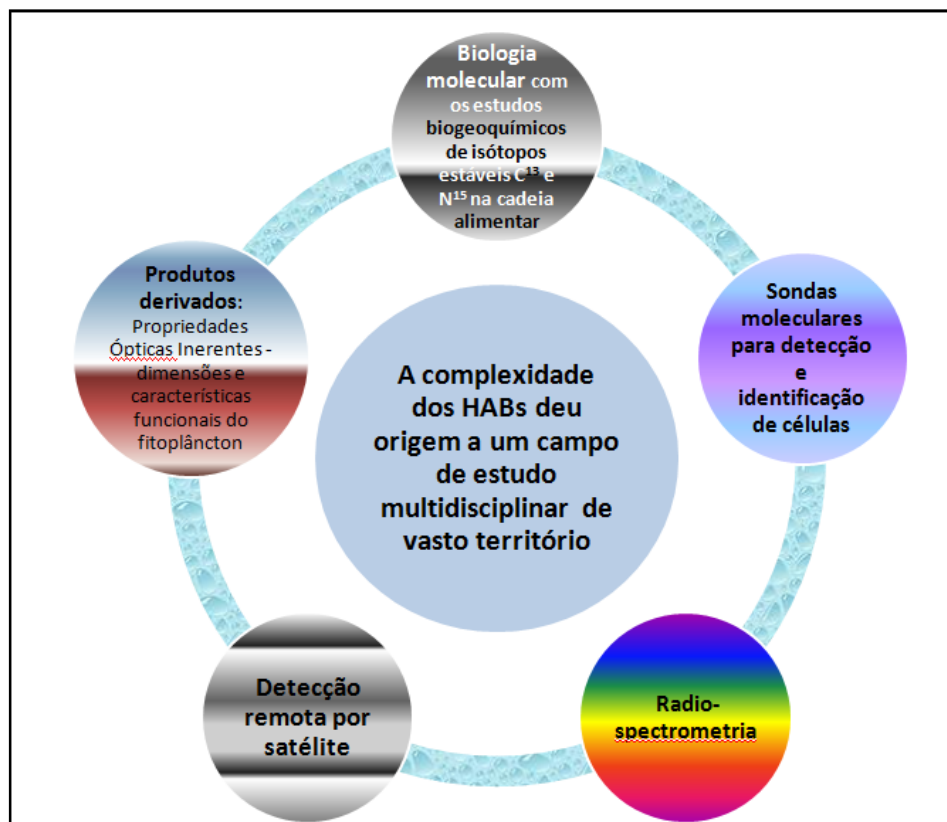 Biologia
molecular com
os estudos
biogeoquímicos
de isótopos
estáveis C¹³ e
N¹⁵ na cadeia
alimentar
Sondas
moleculares
para detecção
e
identificação
de células
Radio-
spectrometria
Detecção
remota por
satélite
Produtos
derivados:
Propriedades
Ópticas Inerentes -
dimensões e
características
funcionais do
fitoplâncton
A complexidade
dos HABs deu
origem a um campo
de estudo
multidisciplinar de
vasto território